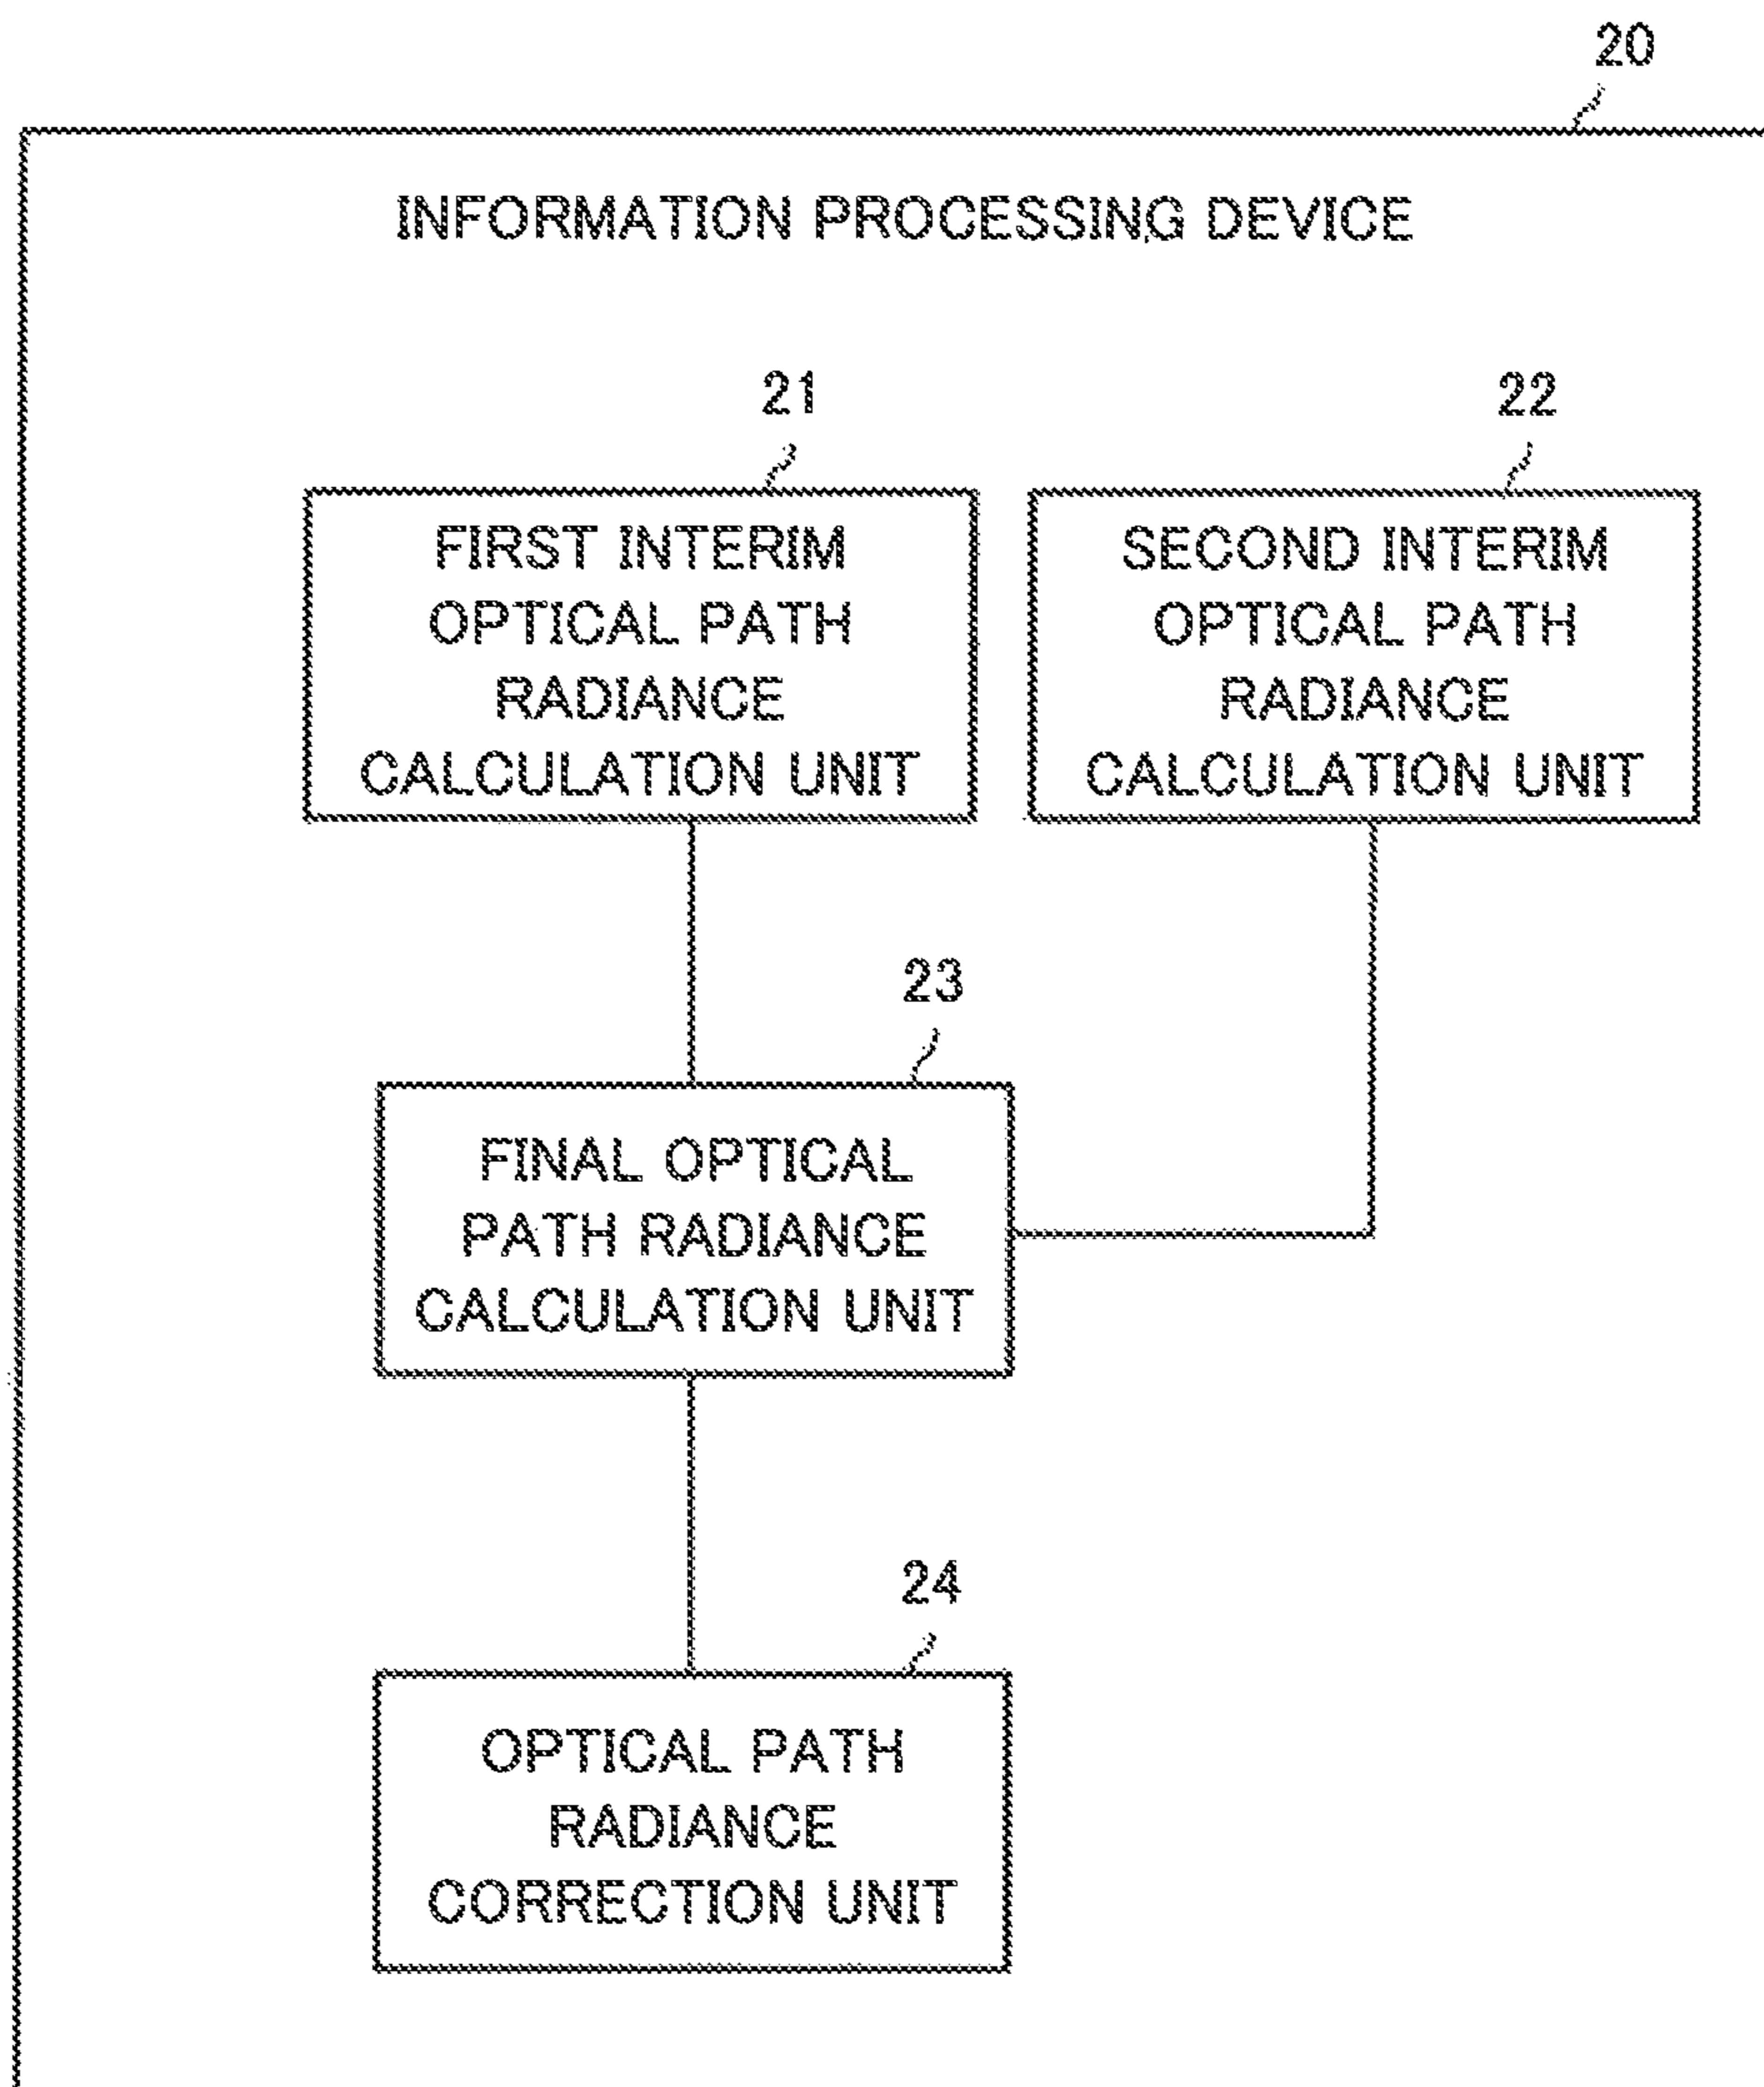 20
INFORMATION PROCESSING DEVICE
21
22
FIRST INTERIM
OPTICAL PATH
RADIANCE
CALCULATION UNIT
SECOND INTERIM
OPTICAL PATH
RADIANCE
CALCULATION UNIT
23
FINAL OPTICAL
PATH RADIANCE
CALCULATION UNIT
24
OPTICAL PATH
RADIANCE
CORRECTION UNIT